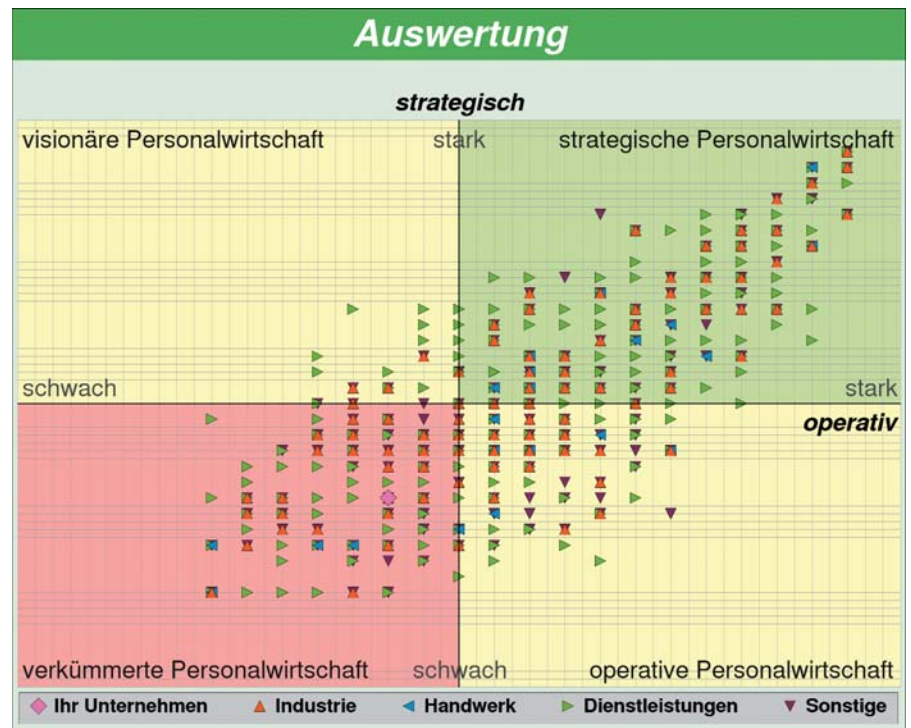 Auswertung
strategisch
visionäre Personalwirtschaft
stark
strategische Personalwirtschaft
schwach
stark
operativ
verkümmerte Personalwirtschaft
schwach
operative Personalwirtschaft
Ihr Unternehmen
Industrie
Handwerk
Dienstleistungen
Sonstige